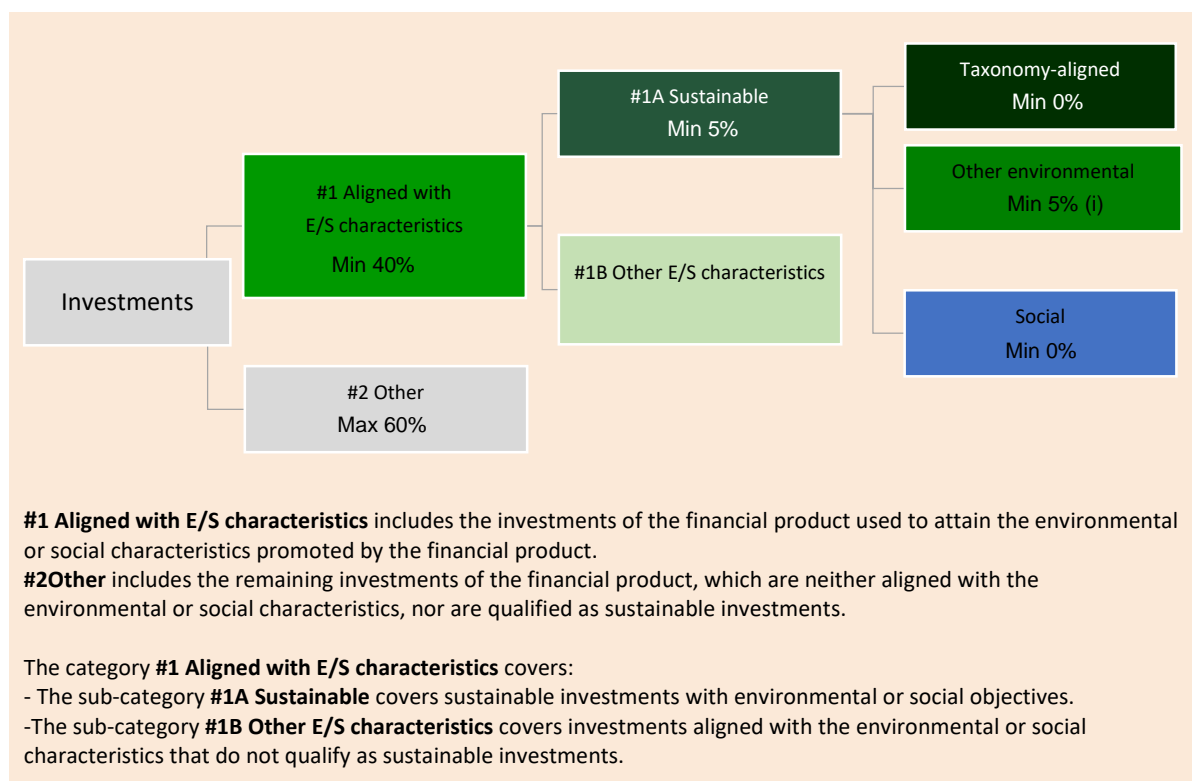 Taxonomy-aligned
Min 0%
#1A Sustainable
Min 5%
Other environmental
Min 5% (i)
#1 Aligned with
E/S characteristics
Min 40%
#1B Other E/S characteristics
Investments
Social
Min 0%
#2 Other
Max 60%
#1 Aligned with E/S characteristics includes the investments of the financial product used to attain the environmental
or social characteristics promoted by the financial product.
#2Other includes the remaining investments of the financial product, which are neither aligned with the
environmental or social characteristics, nor are qualified as sustainable investments.
The category #1 Aligned with E/S characteristics covers:
- The sub-category #1A Sustainable covers sustainable investments with environmental or social objectives.
-The sub-category #1B Other E/S characteristics covers investments aligned with the environmental or social
characteristics that do not qualify as sustainable investments.